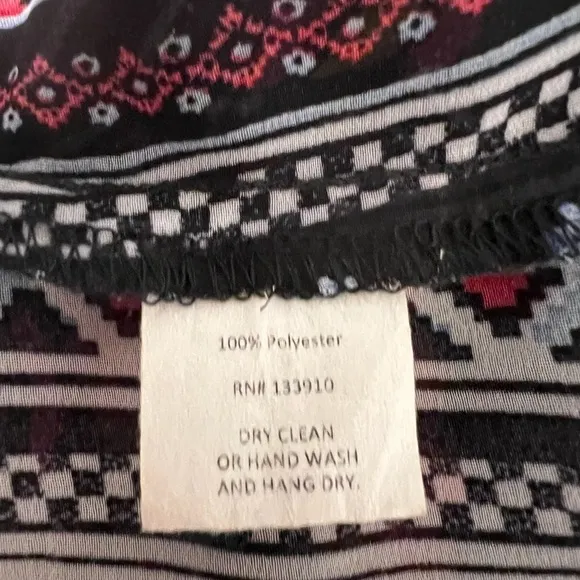 100% Polyester
RN# 133910
DRY CLEAN
OR HAND WASH
AND HANG DRY.